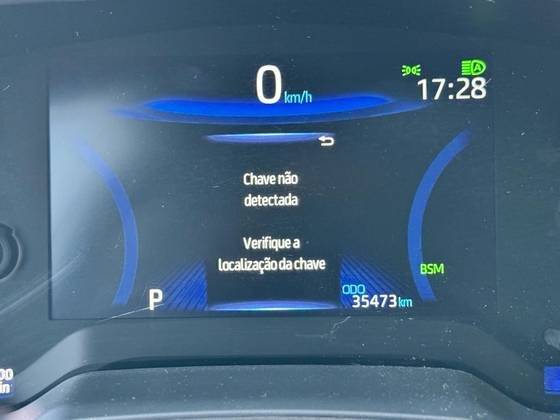 0 km/h
17:28
Chave não
detectada
Verifique a
localização da chave
BSM
P
ODO
35473 km